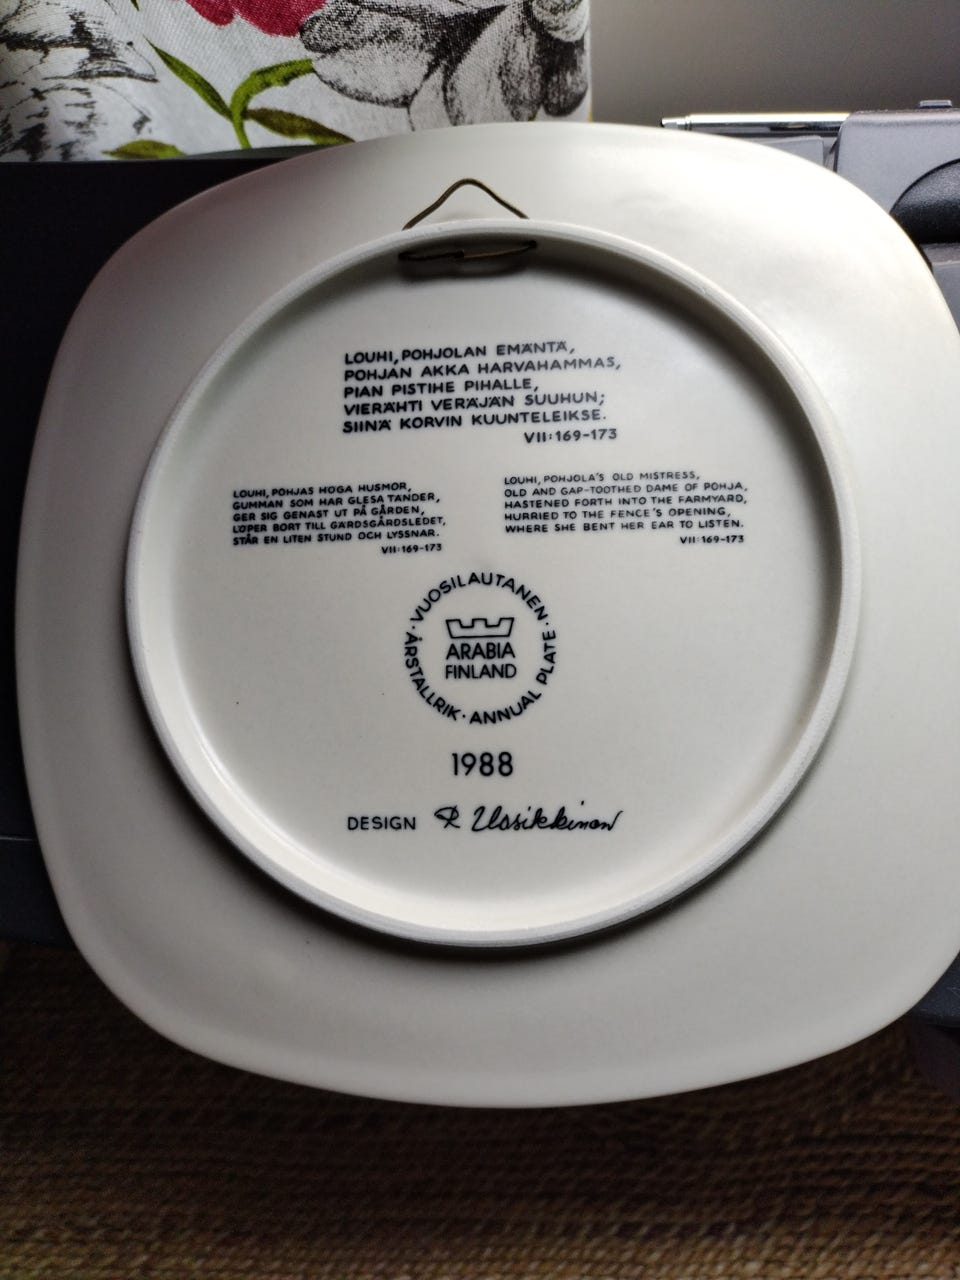 LOUHI, POHJOLAN EMÄNTÄ,
POHJAN AKKA HARVAHAMMAS,
PIAN PISTIHE PIHALLE,
VIERÄHTI VERÄJÄN SUUHUN;
SIINÄ KORVIN KUUNTELEIKSE.
VII:169-173
LOUHI, POHJAS HÖGA HUSMOR,
GUMMAN SOM HAR GLESA TÄNDER,
GER SIG GENAST UT PÅ GÅRDEN,
LÖPER BORT TILL GÄRDSGÅRDSLEDET,
STÅR EN LITEN STUND OCH LYSSNAR.
VII:169-173
LOUHI, POHJOLA'S OLD MISTRESS,
OLD AND GAP-TOOTHED DAME OF POHJA,
HASTENED FORTH INTO THE FARMYARD,
HURRIED TO THE FENCE'S OPENING,
WHERE SHE BENT HER EAR TO LISTEN.
VII:169-173
· VUOSILAUTANEN · ANNUAL PLATE · ÅRSTALLRIK
ARABIA
FINLAND
1988
DESIGN R Uosikkinen